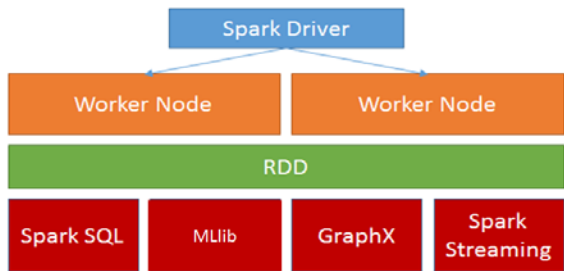 Spark Driver
Worker Node
Worker Node
RDD
Spark SQL
MLlib
GraphX
Spark
Streaming